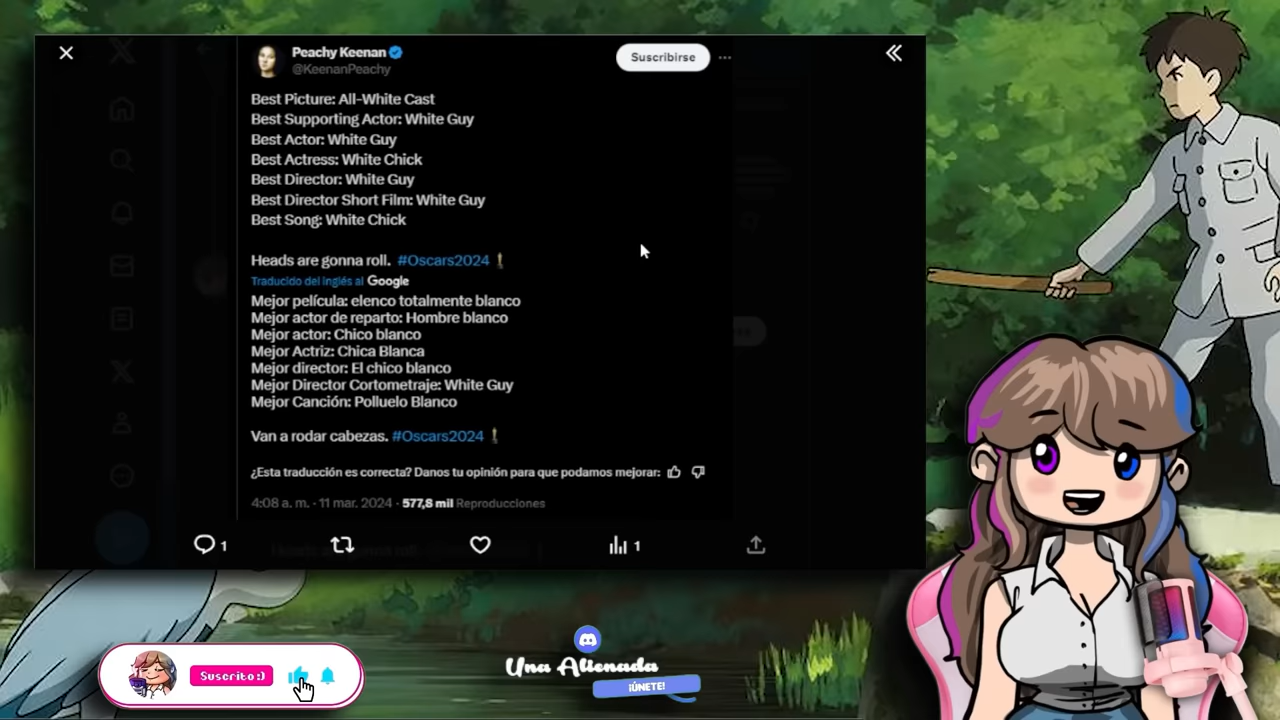 Peachy Keenan
@KeenanPeachy
Suscribirse
Best Picture: All-White Cast
Best Supporting Actor: White Guy
Best Actor: White Guy
Best Actress: White Chick
Best Director: White Guy
Best Director Short Film: White Guy
Best Song: White Chick
Heads are gonna roll. #Oscars2024
Traducido del inglés al Google
Mejor película: elenco totalmente blanco
Mejor actor de reparto: Hombre blanco
Mejor actor: Chico blanco
Mejor Actriz: Chica Blanca
Mejor director: El chico blanco
Mejor Director Cortometraje: White Guy
Mejor Canción: Polluelo Blanco
Van a rodar cabezas. #Oscars2024
¿Esta traducción es correcta? Danos tu opinión para que podamos mejorar:
4:08 a. m. · 11 mar. 2024 · 577,8 mil Reproducciones
1
1
Suscrito :)
Una Alienada
¡ÚNETE!